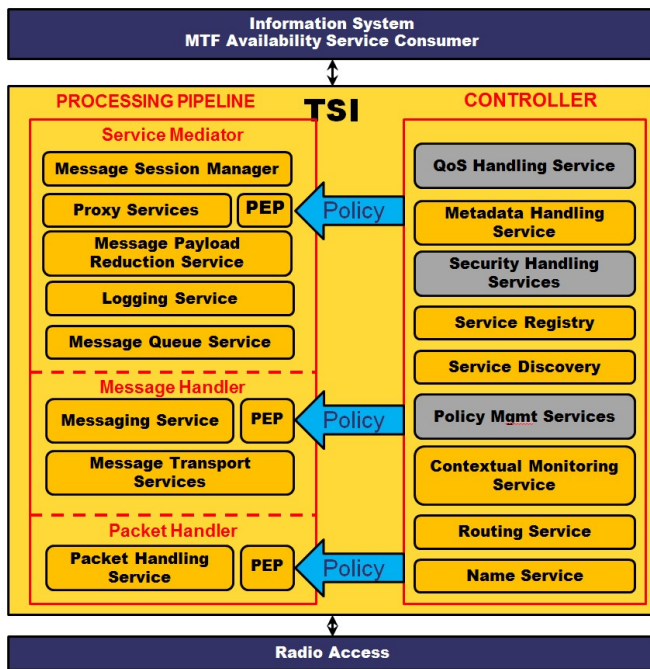 Information System
MTF Availability Service Consumer
TSI
PROCESSING PIPELINE
Service Mediator
Message Session Manager
Proxy Services
PEP
Message Payload
Reduction Service
Logging Service
Message Queue Service
Message Handler
Messaging Service
PEP
Message Transport
Services
Packet Handler
Packet Handling
Service
PEP
Policy
Policy
Policy
CONTROLLER
QoS Handling Service
Metadata Handling
Service
Security Handling
Services
Service Registry
Service Discovery
Policy Mgmt Services
Contextual Monitoring
Service
Routing Service
Name Service
Radio Access